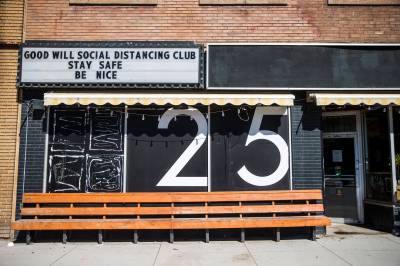 GOOD WILL SOCIAL DISTANCING CLUB
STAY SAFE
BE NICE
25